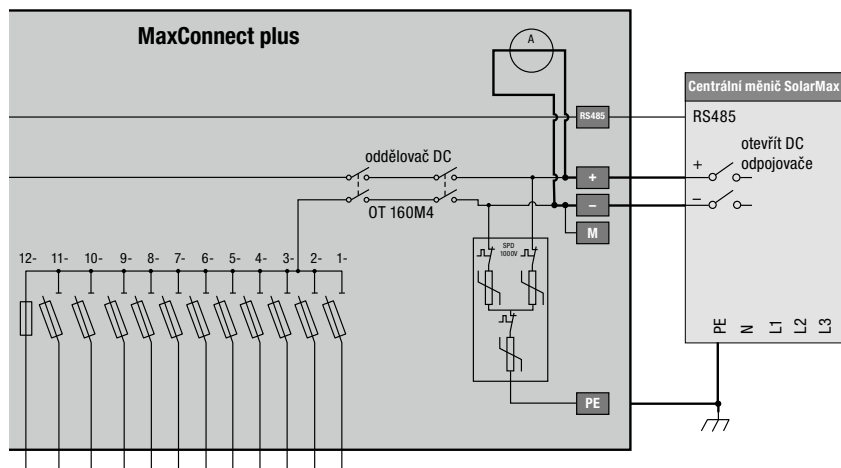 MaxConnect plus
A
Centrální měnič SolarMax
RS485
RS485
otevřít DC
odpojovače
oddělovač DC
+
+
OT 160M4
–
–
M
SPD
1000V
12- 11- 10- 9- 8- 7- 6- 5- 4- 3- 2- 1-
PE
N
L1
L2
L3
PE